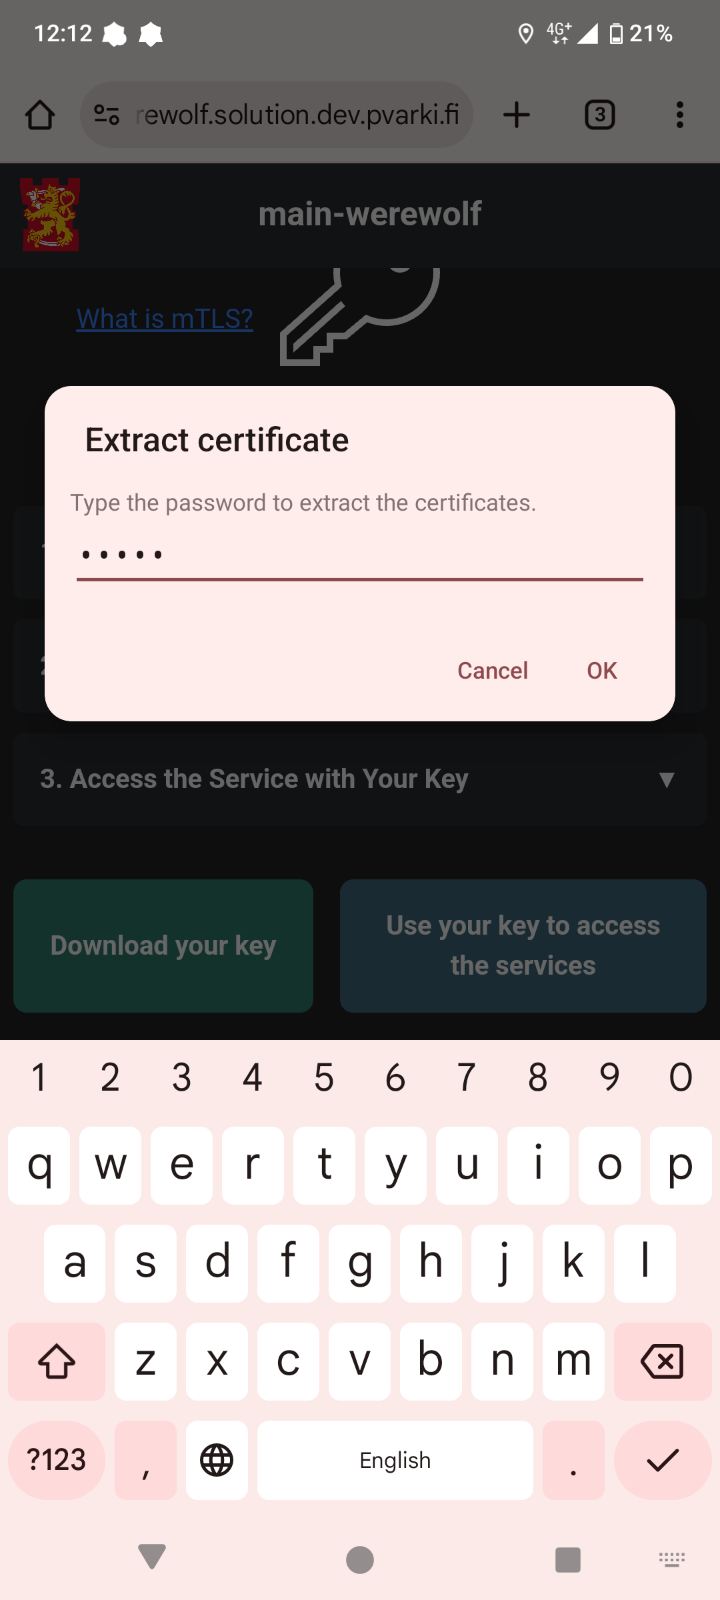 12:12 4G+ 21%
rewolf.solution.dev.pvarki.fi 3
main-werewolf
What is mTLS?
Extract certificate
Type the password to extract the certificates.
•••••
Cancel OK
3. Access the Service with Your Key ▼
Download your key
Use your key to access
the services
1 2 3 4 5 6 7 8 9 0
q w e r t y u i o p
a s d f g h j k l
z x c v b n m
?123 , English .